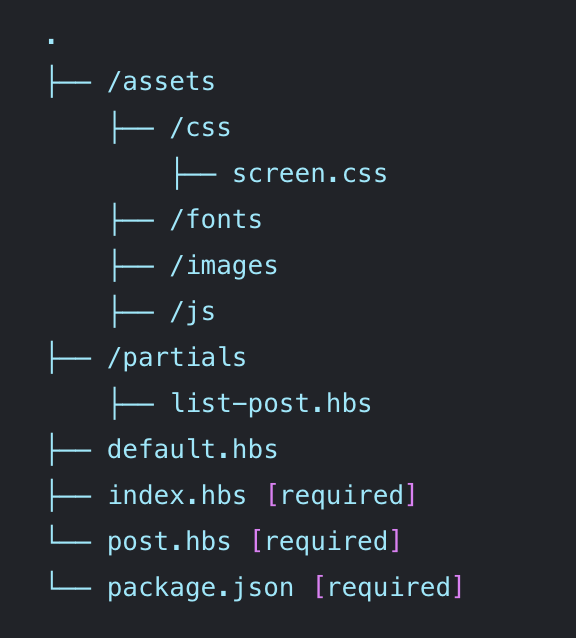 .
├── /assets
    ├── /css
        ├── screen.css
    ├── /fonts
    ├── /images
    ├── /js
├── /partials
    ├── list-post.hbs
├── default.hbs
├── index.hbs [required]
└── post.hbs [required]
└── package.json [required]